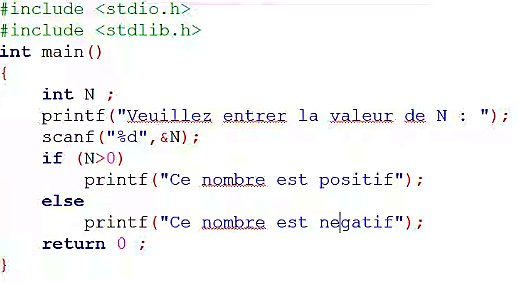 #include <stdio.h>
#include <stdlib.h>
int main()
{
    int N ;
    printf("Veuillez entrer la valeur de N : ");
    scanf("%d",&N);
    if (N>0)
        printf("Ce nombre est positif");
    else
        printf("Ce nombre est negatif");
    return 0 ;
}